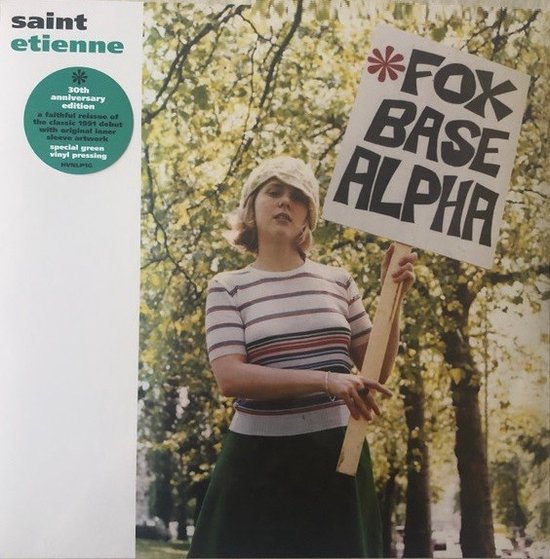 saint
etienne
30th
anniversary
edition
a faithful reissue of
the classic 1991 debut
with original inner
sleeve artwork
special green
vinyl pressing
HVNLP1G
FOX
BASE
ALPHA